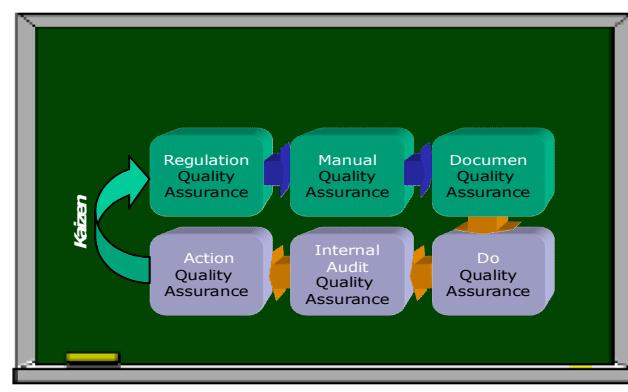 Regulation
Quality
Assurance
Manual
Quality
Assurance
Documen
Quality
Assurance
Kaizen
Action
Quality
Assurance
Internal
Audit
Quality
Assurance
Do
Quality
Assurance